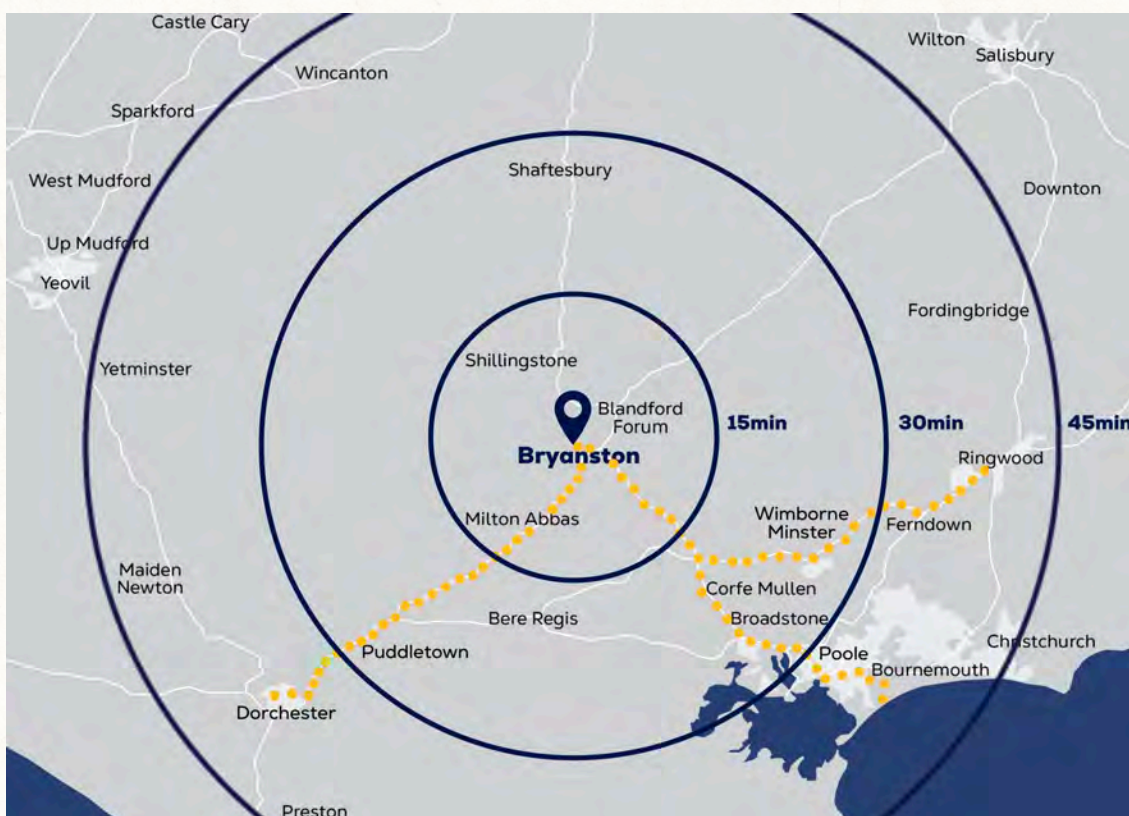 Castle Cary
Wilton
Salisbury
Wincanton
Sparkford
Shaftesbury
West Mudford
Downton
Up Mudford
Yeovil
Fordingbridge
Shillingstone
Yetminster
Blandford
Forum
15min
30min
45min
Bryanston
Ringwood
Milton Abbas
Wimborne
Minster
Ferndown
Maiden
Newton
Corfe Mullen
Bere Regis
Broadstone
Christchurch
Puddletown
Poole
Bournemouth
Dorchester
Preston